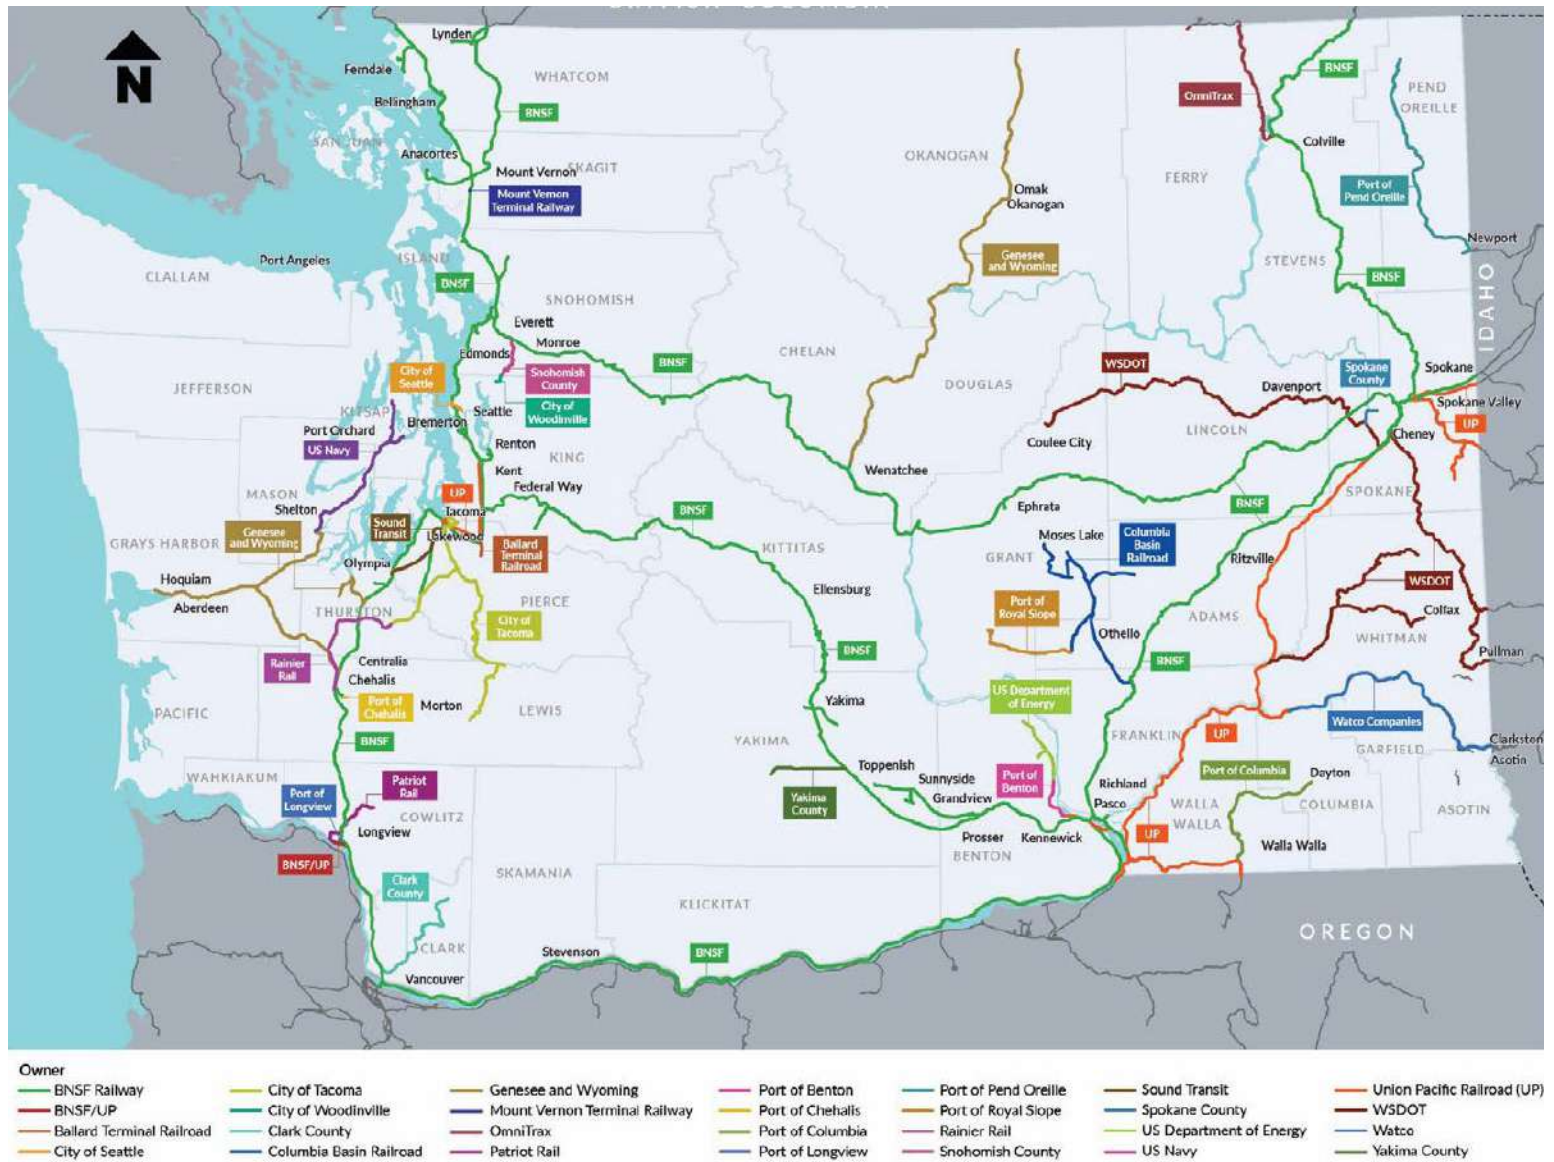 Lynden
Ferndale
WHATCOM
BNSF
Bellingham
BNSF
OmniTrax
PEND
OREILLE
SAN JUAN
Anacortes
SKAGIT
Mount Vernon
OKANOGAN
Colville
FERRY
Mount Vernon
Terminal Railway
Omak
Okanogan
Port of
Pend Oreille
Newport
Port Angeles
ISLAND
Genesee
and Wyoming
STEVENS
CLALLAM
BNSF
BNSF
IDAHO
SNOHOMISH
Everett
Monroe
Edmonds
CHELAN
BNSF
WSDOT
Spokane
County
Spokane
City of
Seattle
Snohomish
County
JEFFERSON
DOUGLAS
Davenport
Spokane Valley
KITSAP
Seattle
City of
Woodinville
Bremerton
Port Orchard
UP
US Navy
Renton
Coulee City
LINCOLN
Cheney
KING
Kent
Wenatchee
Federal Way
UP
MASON
Shelton
Tacoma
BNSF
Ephrata
BNSF
SPOKANE
Genesee
and Wyoming
Sound
Transit
Lakewood
GRAYS HARBOR
Ballard
Terminal
Railroad
KITTITAS
Moses Lake
Columbia
Basin
Railroad
GRANT
Olympia
Ritzville
Hoquiam
Aberdeen
WSDOT
Ellensburg
THURSTON
PIERCE
Port of
Royal Slope
Colfax
City of
Tacoma
ADAMS
WHITMAN
Othello
BNSF
BNSF
Pullman
Rainier
Rail
Centralia
Chehalis
US Department
of Energy
Port of
Chehalis
Morton
LEWIS
Yakima
PACIFIC
Watco Companies
BNSF
YAKIMA
FRANKLIN
UP
Clarkston
GARFIELD
Asotin
WAHKIAKUM
Patriot
Rail
Toppenish
Port of Columbia
Dayton
Port of
Longview
Sunnyside
Port of
Benton
Richland
Yakima
County
Grandview
Pasco
WALLA
WALLA
COLUMBIA
ASOTIN
COWLITZ
Longview
Prosser
Kennewick
UP
Walla Walla
BNSF/UP
BENTON
Clark
County
SKAMANIA
KLICKITAT
OREGON
CLARK
Stevenson
BNSF
Vancouver
N
Owner
BNSF Railway
BNSF/UP
Ballard Terminal Railroad
City of Seattle
City of Tacoma
City of Woodinville
Clark County
Columbia Basin Railroad
Genesee and Wyoming
Mount Vernon Terminal Railway
OmniTrax
Patriot Rail
Port of Benton
Port of Chehalis
Port of Columbia
Port of Longview
Port of Pend Oreille
Port of Royal Slope
Rainier Rail
Snohomish County
Sound Transit
Spokane County
US Department of Energy
US Navy
Union Pacific Railroad (UP)
WSDOT
Watco
Yakima County